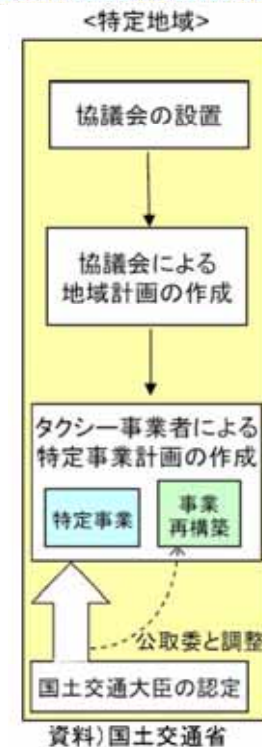 <特定地域>
協議会の設置
協議会による
地域計画の作成
タクシー事業者による
特定事業計画の作成
特定事業
事業
再構築
公取委と調整
国土交通大臣の認定
資料)国土交通省